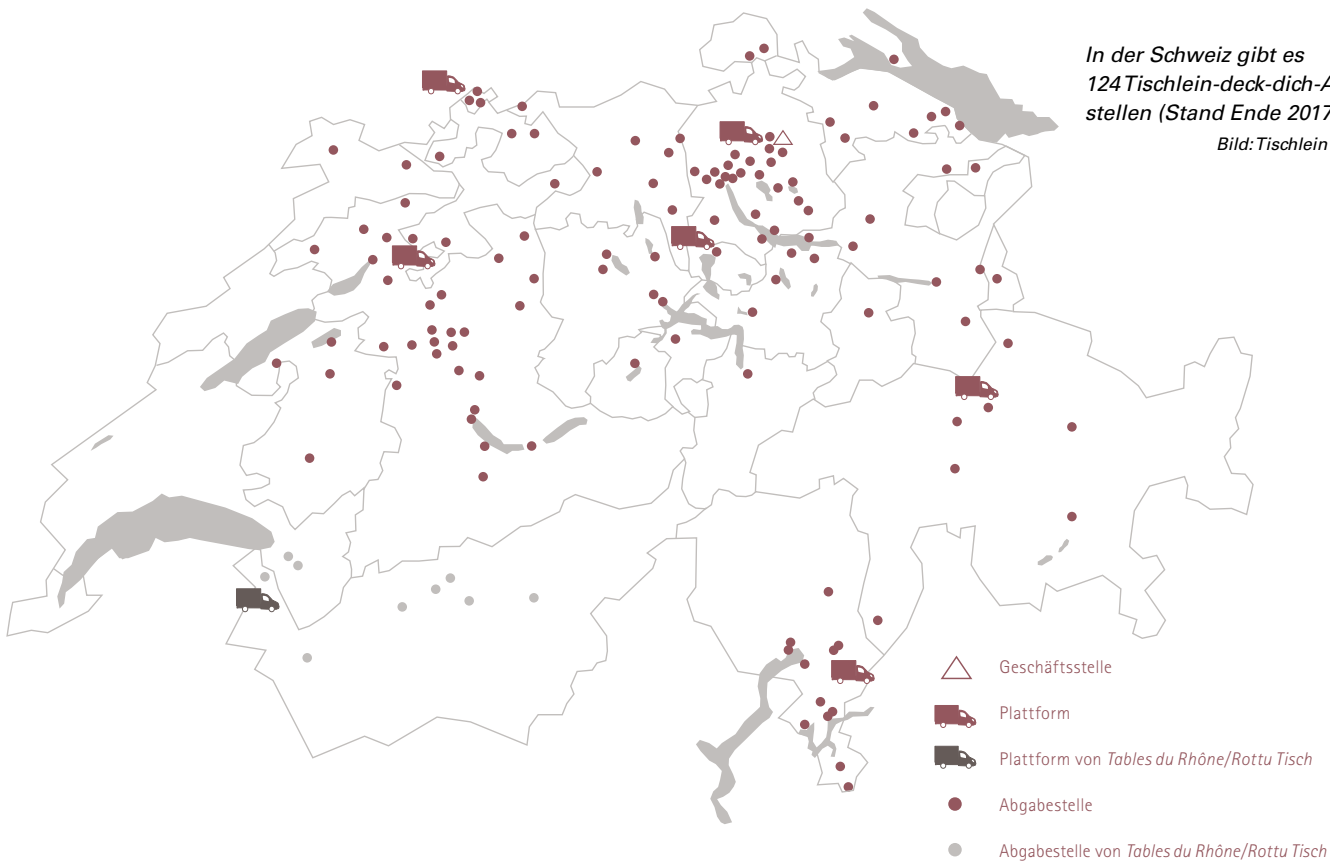 In der Schweiz gibt es
124 Tischlein-deck-dich-A
stellen (Stand Ende 2017
Bild: Tischlein
Geschäftsstelle
Plattform
Plattform von Tables du Rhône/Rottu Tisch
Abgabestelle
Abgabestelle von Tables du Rhône/Rottu Tisch